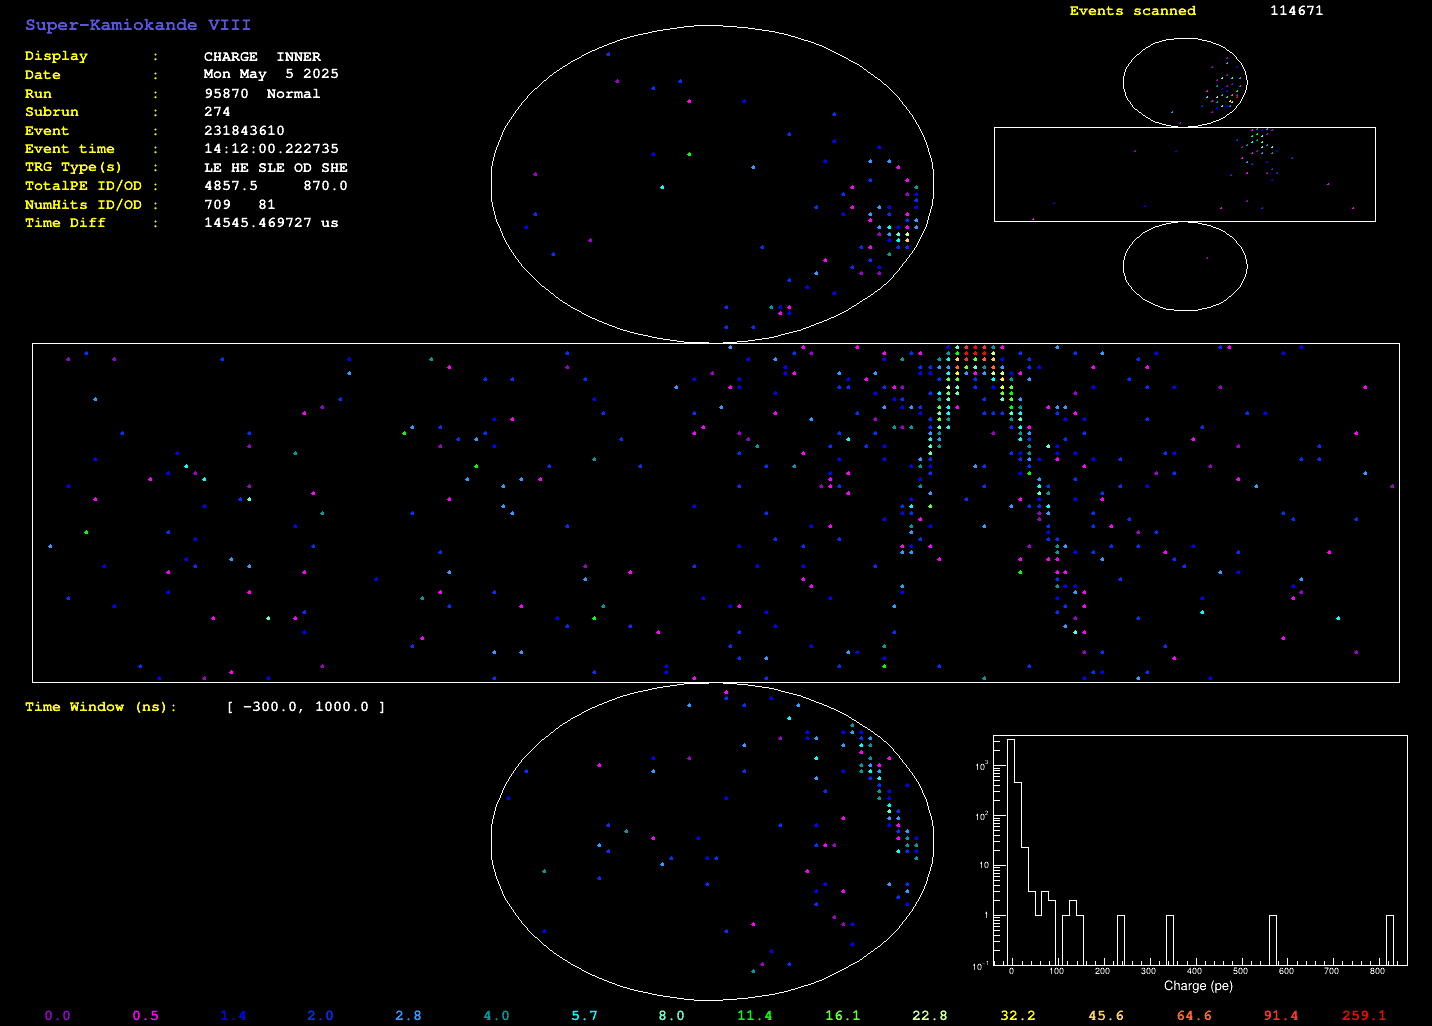 Super-Kamiokande VIII
Events scanned 114671
Display : CHARGE INNER
Date : Mon May 5 2025
Run : 95870 Normal
Subrun : 274
Event : 231843610
Event time : 14:12:00.222735
TRG Type(s) : LE HE SLE OD SHE
TotalPE ID/OD : 4857.5 870.0
NumHits ID/OD : 709 81
Time Diff : 14545.469727 us
Time Window (ns): [ -300.0, 1000.0 ]
10³
10²
10
1
10⁻¹
0 100 200 300 400 500 600 700 800
Charge (pe)
0.0 0.5 1.4 2.0 2.8 4.0 5.7 8.0 11.4 16.1 22.8 32.2 45.6 64.6 91.4 259.1